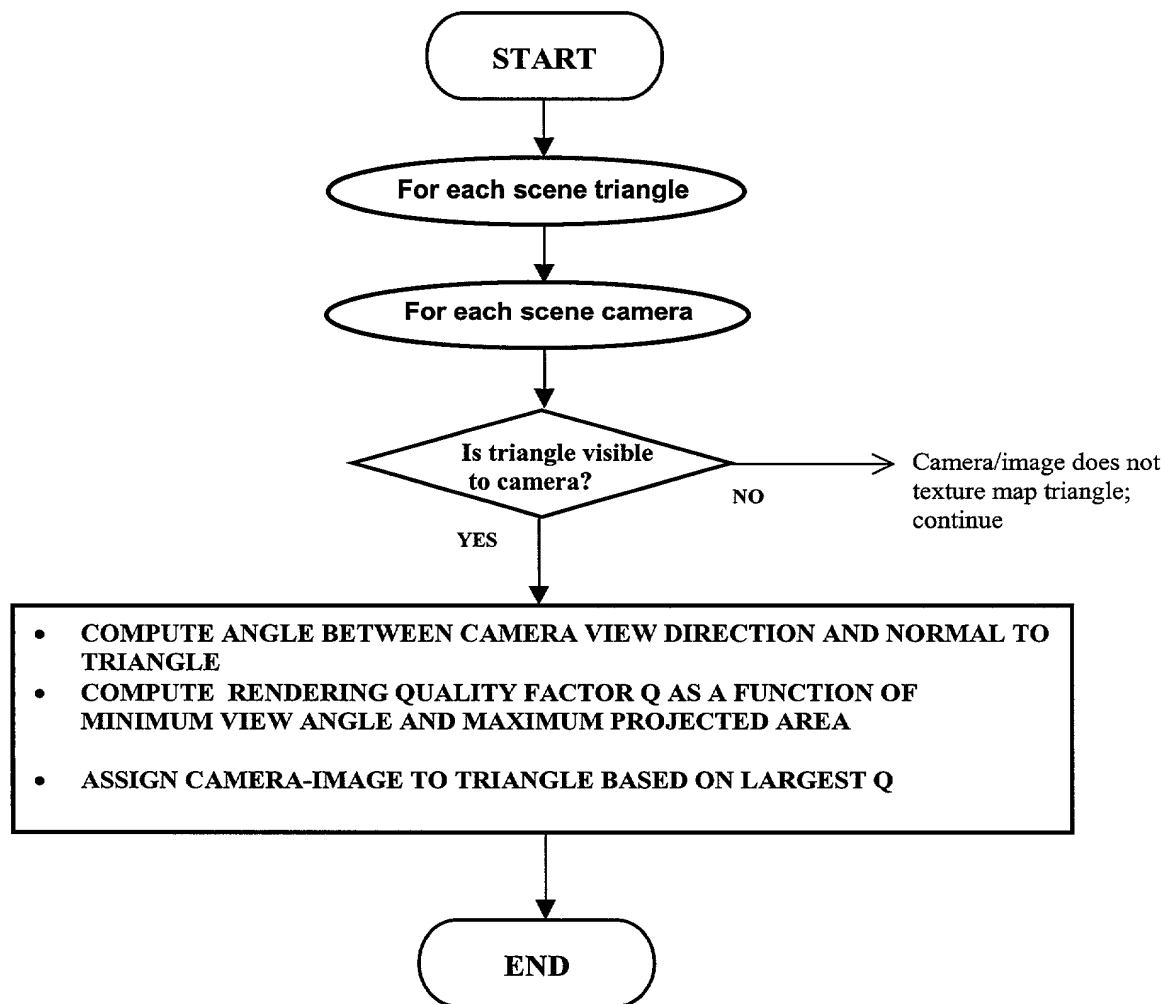 START
For each scene triangle
For each scene camera
Is triangle visible
to camera?
Camera/image does not
texture map triangle;
continue
NO
YES
• COMPUTE ANGLE BETWEEN CAMERA VIEW DIRECTION AND NORMAL TO
TRIANGLE
• COMPUTE RENDERING QUALITY FACTOR Q AS A FUNCTION OF
MINIMUM VIEW ANGLE AND MAXIMUM PROJECTED AREA
• ASSIGN CAMERA-IMAGE TO TRIANGLE BASED ON LARGEST Q
END